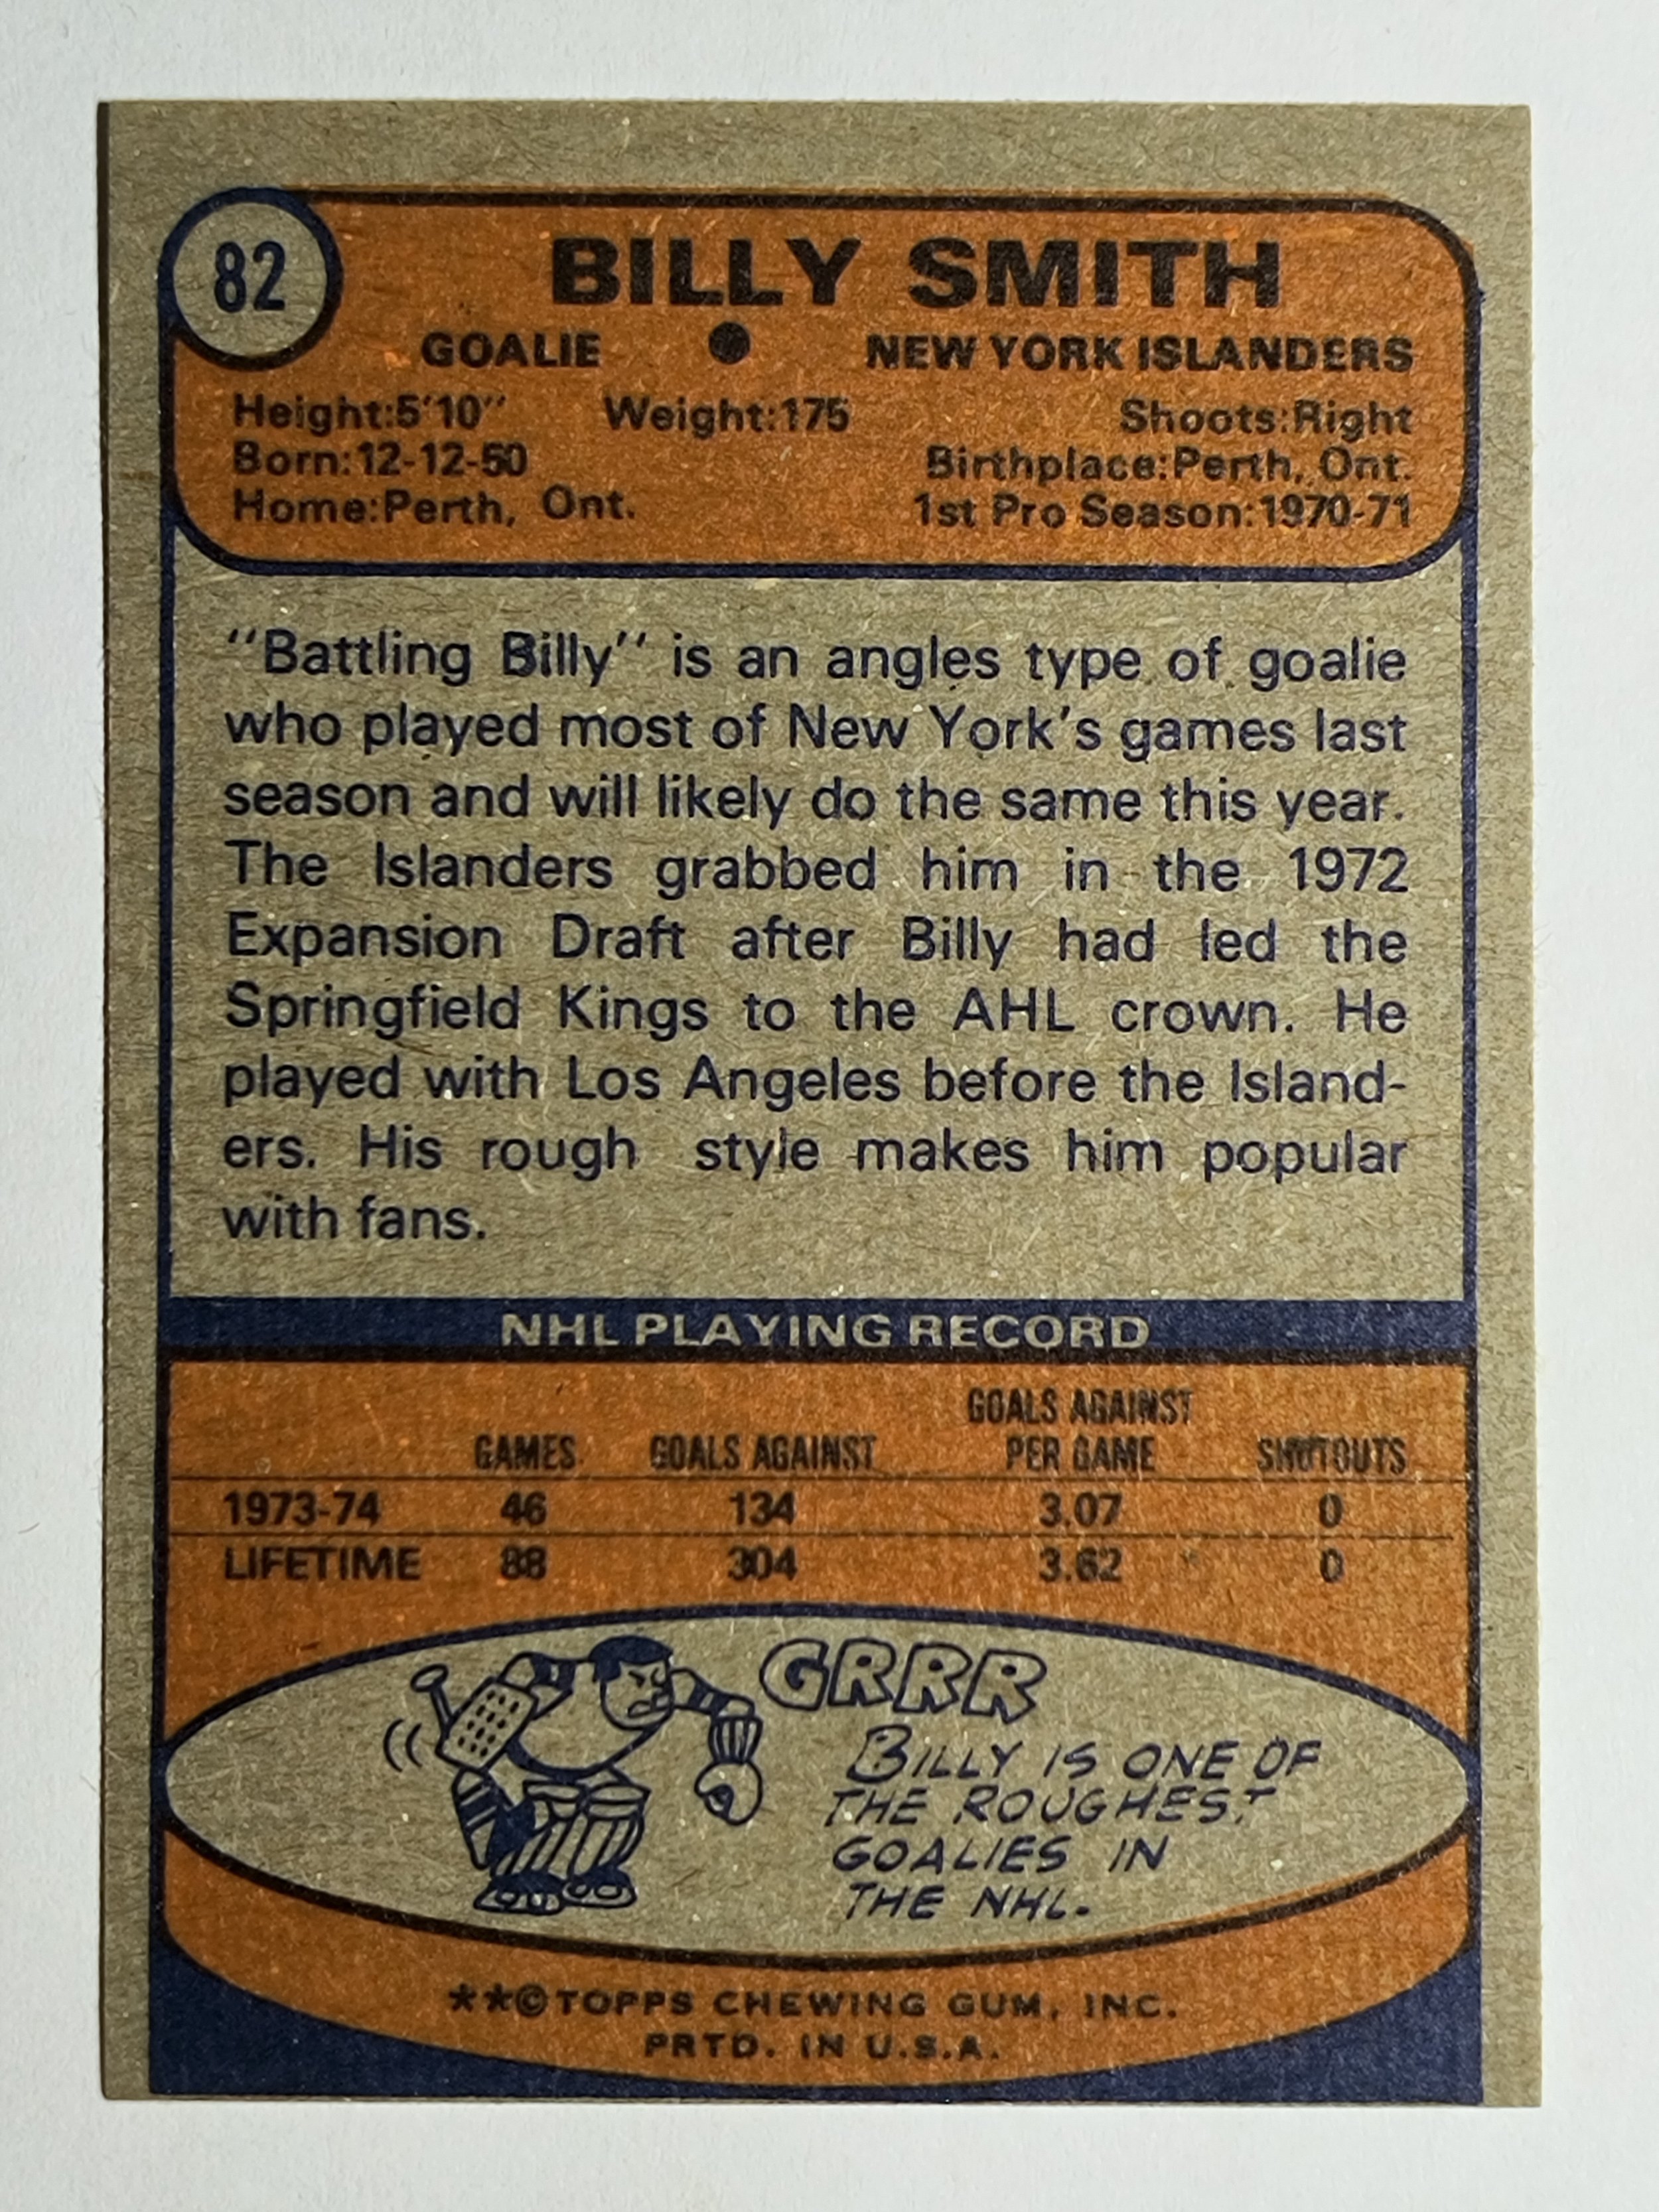 82
BILLY SMITH
GOALIE ● NEW YORK ISLANDERS
Height:5'10" Weight:175 Shoots:Right
Born:12-12-50 Birthplace:Perth, Ont.
Home:Perth, Ont. 1st Pro Season:1970-71
"Battling Billy" is an angles type of goalie
who played most of New York's games last
season and will likely do the same this year.
The Islanders grabbed him in the 1972
Expansion Draft after Billy had led the
Springfield Kings to the AHL crown. He
played with Los Angeles before the Island-
ers. His rough style makes him popular
with fans.
NHL PLAYING RECORD
GAMES GOALS AGAINST GOALS AGAINST PER GAME SHUTOUTS
1973-74 46 134 3.07 0
LIFETIME 88 304 3.62 0
GRRR
BILLY IS ONE OF
THE ROUGHEST
GOALIES IN
THE NHL.
**©TOPPS CHEWING GUM, INC.
PRTD. IN U.S.A.